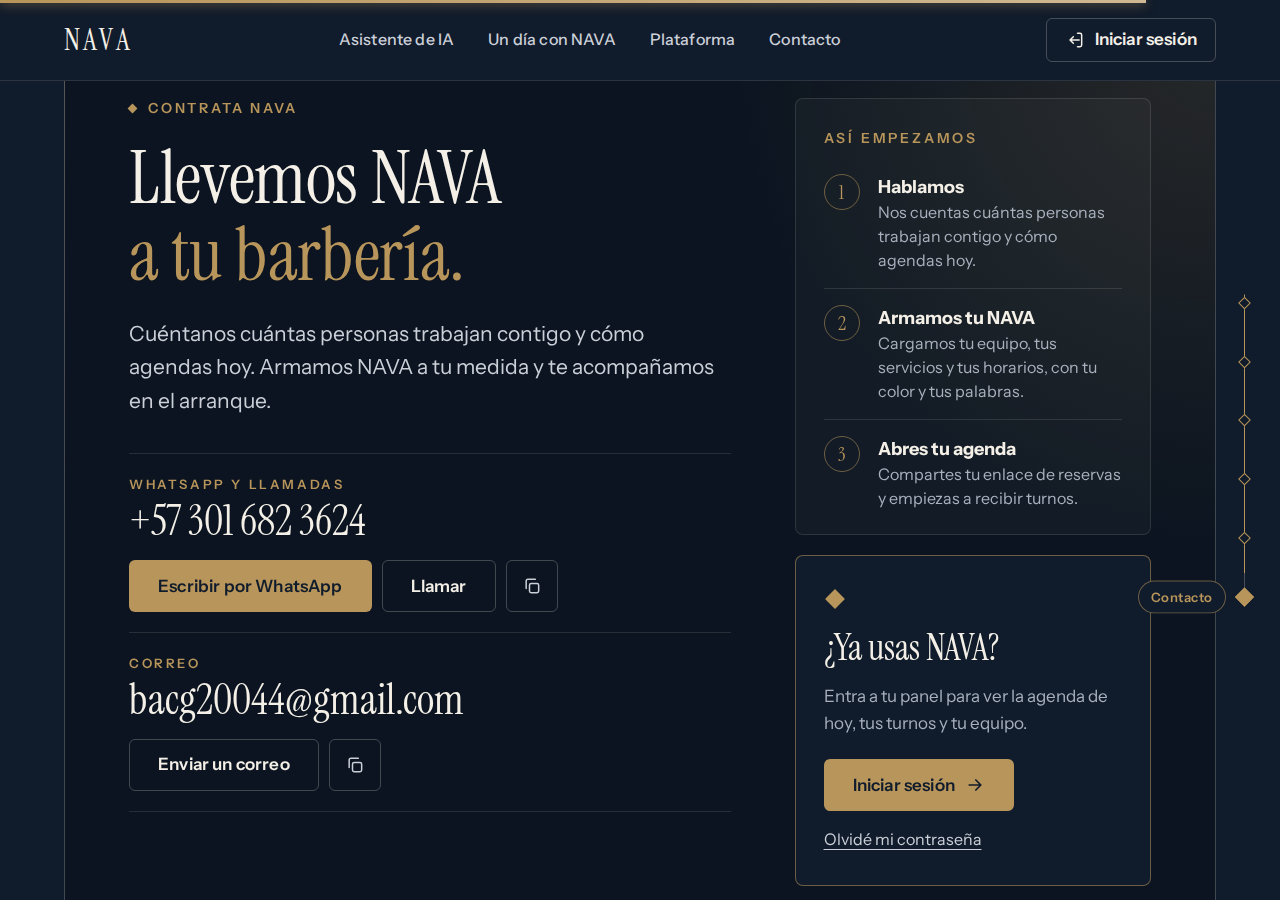 NAVA
Asistente de IA
Un día con NAVA
Plataforma
Contacto
Iniciar sesión
CONTRATA NAVA
Llevemos NAVA
a tu barbería.
Cuéntanos cuántas personas trabajan contigo y cómo
agendas hoy. Armamos NAVA a tu medida y te acompañamos
en el arranque.
WHATSAPP Y LLAMADAS
+57 301 682 3624
Escribir por WhatsApp
Llamar
CORREO
bacg20044@gmail.com
Enviar un correo
ASÍ EMPEZAMOS
1
Hablamos
Nos cuentas cuántas personas
trabajan contigo y cómo
agendas hoy.
2
Armamos tu NAVA
Cargamos tu equipo, tus
servicios y tus horarios, con tu
color y tus palabras.
3
Abres tu agenda
Compartes tu enlace de reservas
y empiezas a recibir turnos.
¿Ya usas NAVA?
Entra a tu panel para ver la agenda de
hoy, tus turnos y tu equipo.
Iniciar sesión
Olvidé mi contraseña
Contacto